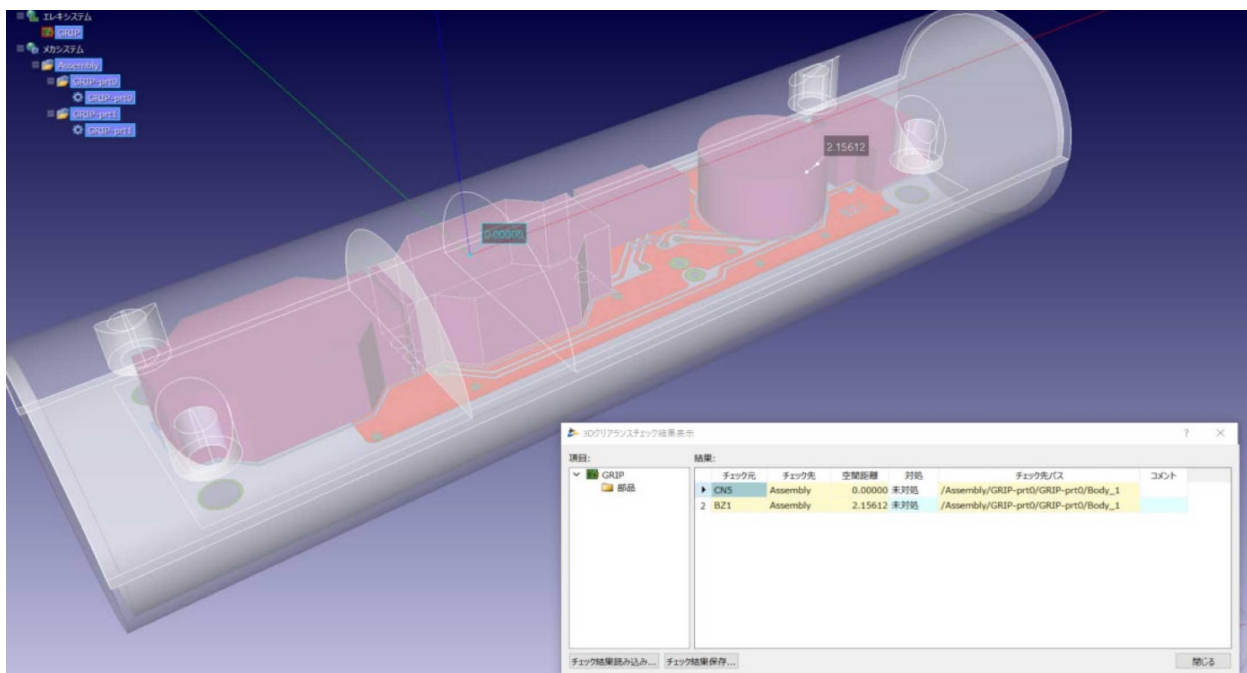 エレキシステム
GRIP
メカシステム
Assembly
GRIP-prt0
GRIP-prt0
GRIP-prt1
GRIP-prt1
2.15612
0.00000
3Dクリアランスチェック結果表示 ? ×
項目: 結果:
GRIP
部品
チェック元 チェック先 空間距離 対処 チェック先パス コメント
CN5 Assembly 0.00000 未対処 /Assembly/GRIP-prt0/GRIP-prt0/Body_1
2 BZ1 Assembly 2.15612 未対処 /Assembly/GRIP-prt0/GRIP-prt0/Body_1
チェック結果読み込み... チェック結果保存... 閉じる